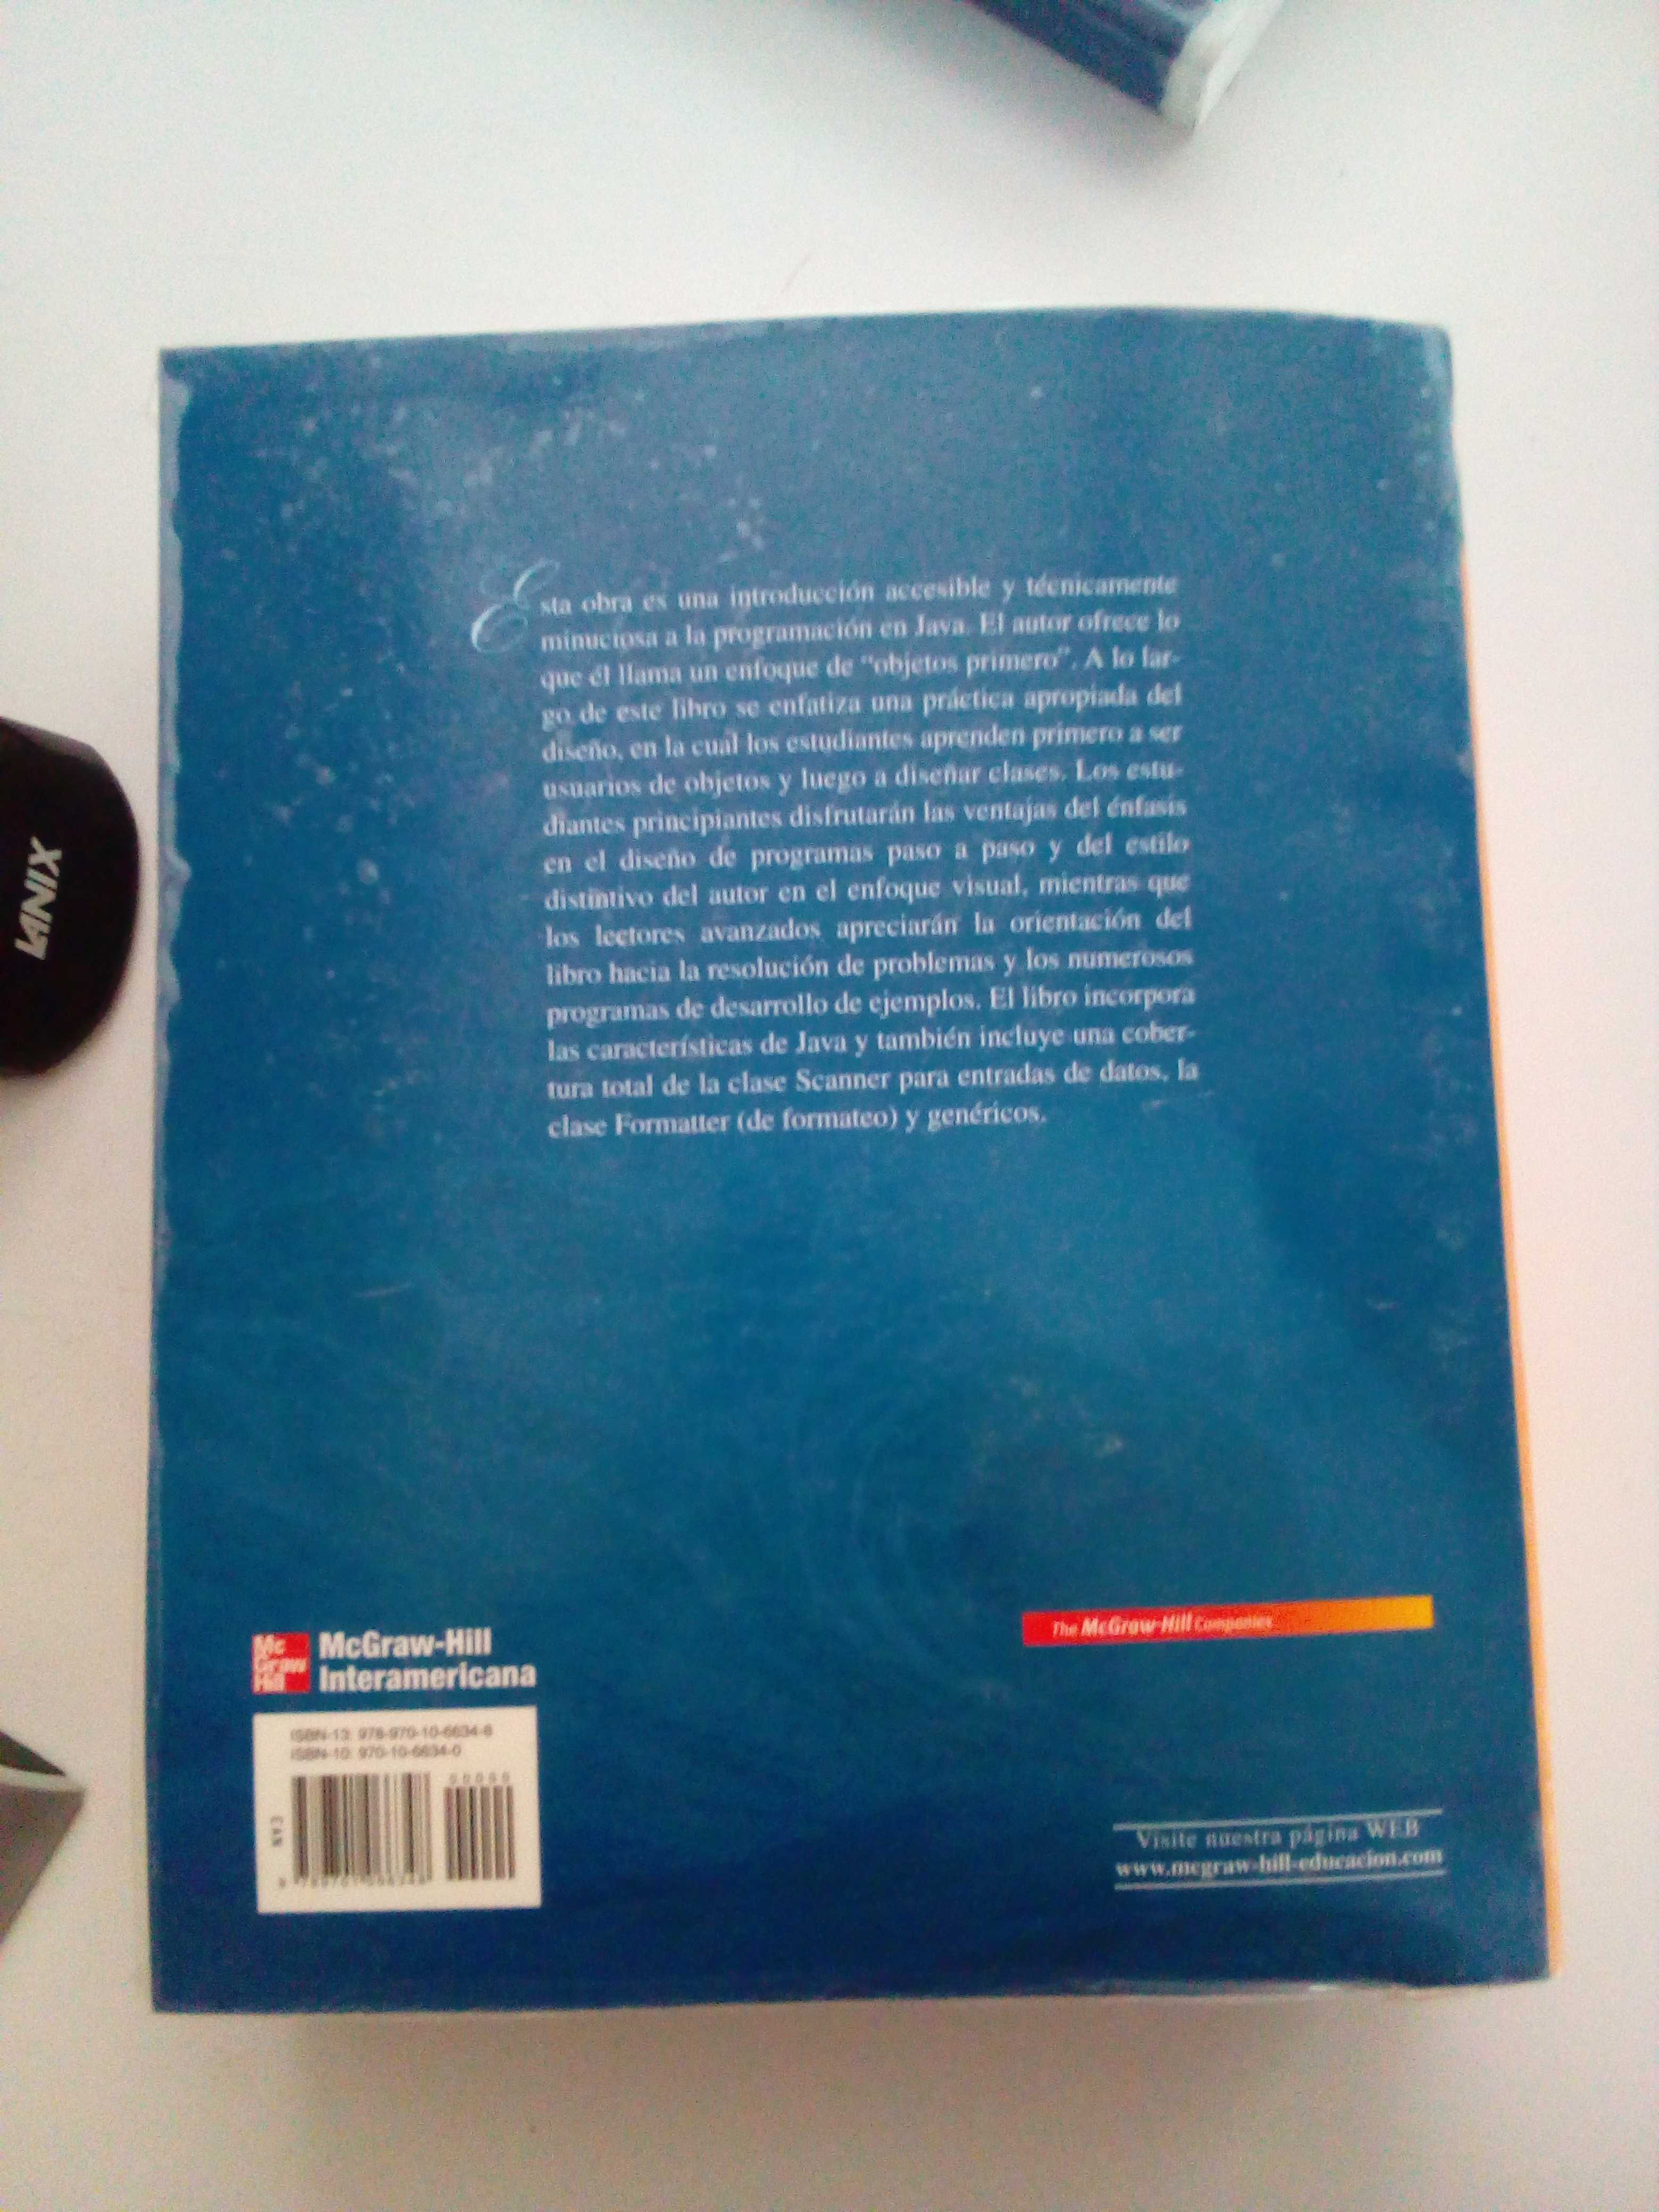 Esta obra es una introducción accesible y técnicamente
minuciosa a la programación en Java. El autor ofrece lo
que él llama un enfoque de “objetos primero”. A lo lar-
go de este libro se enfatiza una práctica apropiada del
diseño, en la cual los estudiantes aprenden primero a ser
usuarios de objetos y luego a diseñar clases. Los estu-
diantes principiantes disfrutarán las ventajas del énfasis
en el diseño de programas paso a paso y del estilo
distintivo del autor en el enfoque visual, mientras que
los lectores avanzados apreciarán la orientación del
libro hacia la resolución de problemas y los numerosos
programas de desarrollo de ejemplos. El libro incorpora
las características de Java y también incluye una cober-
tura total de la clase Scanner para entradas de datos, la
clase Formatter (de formateo) y genéricos.
LANIX
The McGraw-Hill Companies
Mc
Graw
Hill
McGraw-Hill
Interamericana
ISBN-13: 978-970-10-6634-8
ISBN-10: 970-10-6634-0
90000
EAN
9 789701 066348
Visite nuestra página WEB
www.mcgraw-hill-educacion.com